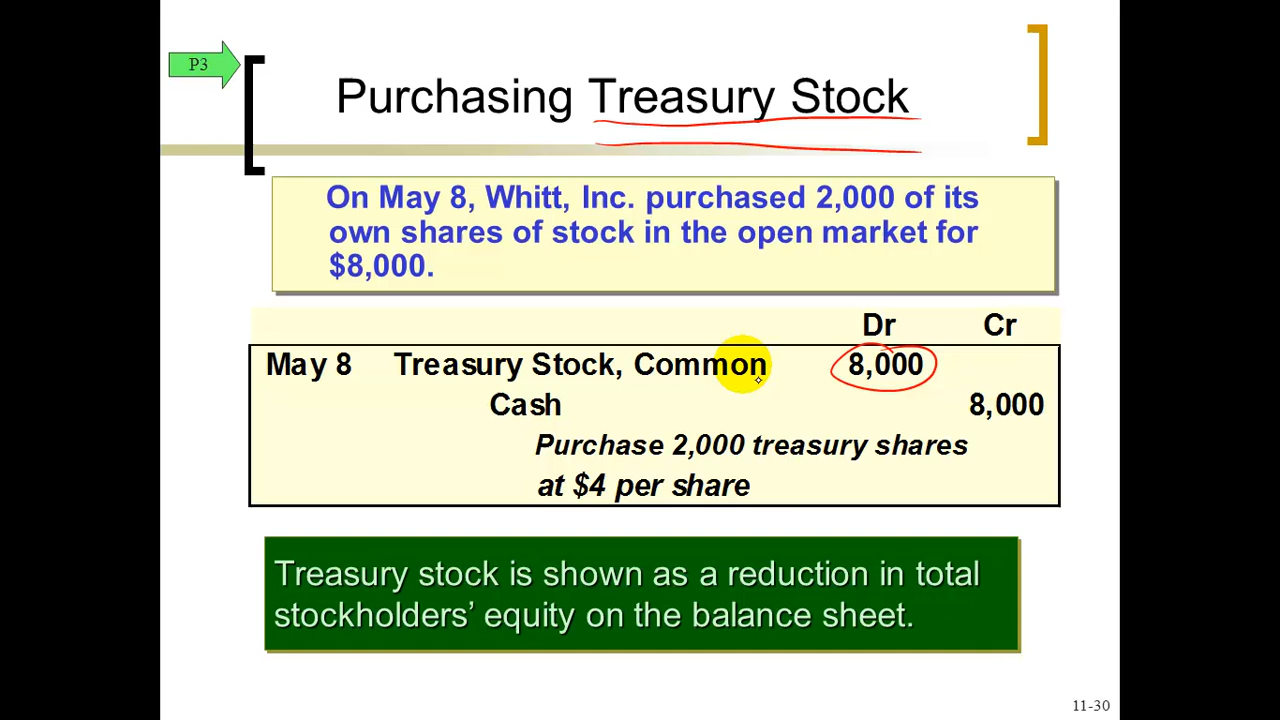 P3
Purchasing Treasury Stock
On May 8, Whitt, Inc. purchased 2,000 of its
own shares of stock in the open market for
$8,000.
Dr Cr
May 8 Treasury Stock, Common 8,000
Cash 8,000
Purchase 2,000 treasury shares
at $4 per share
Treasury stock is shown as a reduction in total
stockholders’ equity on the balance sheet.
11-30